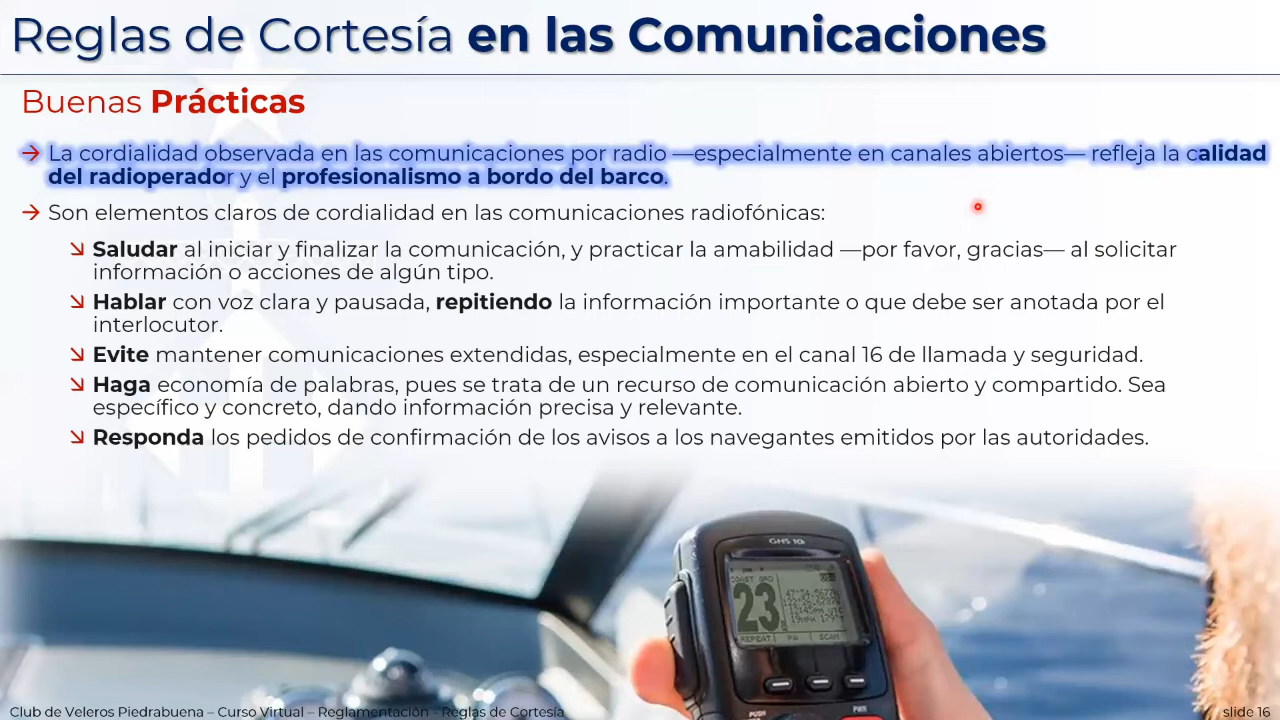 Reglas de Cortesía en las Comunicaciones
Buenas Prácticas
→ La cordialidad observada en las comunicaciones por radio —especialmente en canales abiertos— refleja la calidad
del radioperador y el profesionalismo a bordo del barco.
→ Son elementos claros de cordialidad en las comunicaciones radiofónicas:
↘ Saludar al iniciar y finalizar la comunicación, y practicar la amabilidad —por favor, gracias— al solicitar
información o acciones de algún tipo.
↘ Hablar con voz clara y pausada, repitiendo la información importante o que debe ser anotada por el
interlocutor.
↘ Evite mantener comunicaciones extendidas, especialmente en el canal 16 de llamada y seguridad.
↘ Haga economía de palabras, pues se trata de un recurso de comunicación abierto y compartido. Sea
específico y concreto, dando información precisa y relevante.
↘ Responda los pedidos de confirmación de los avisos a los navegantes emitidos por las autoridades.
23
REPEAT PA SCAN
Club de Veleros Piedrabuena – Curso Virtual – Reglamentación - Reglas de Cortesía
slide 16